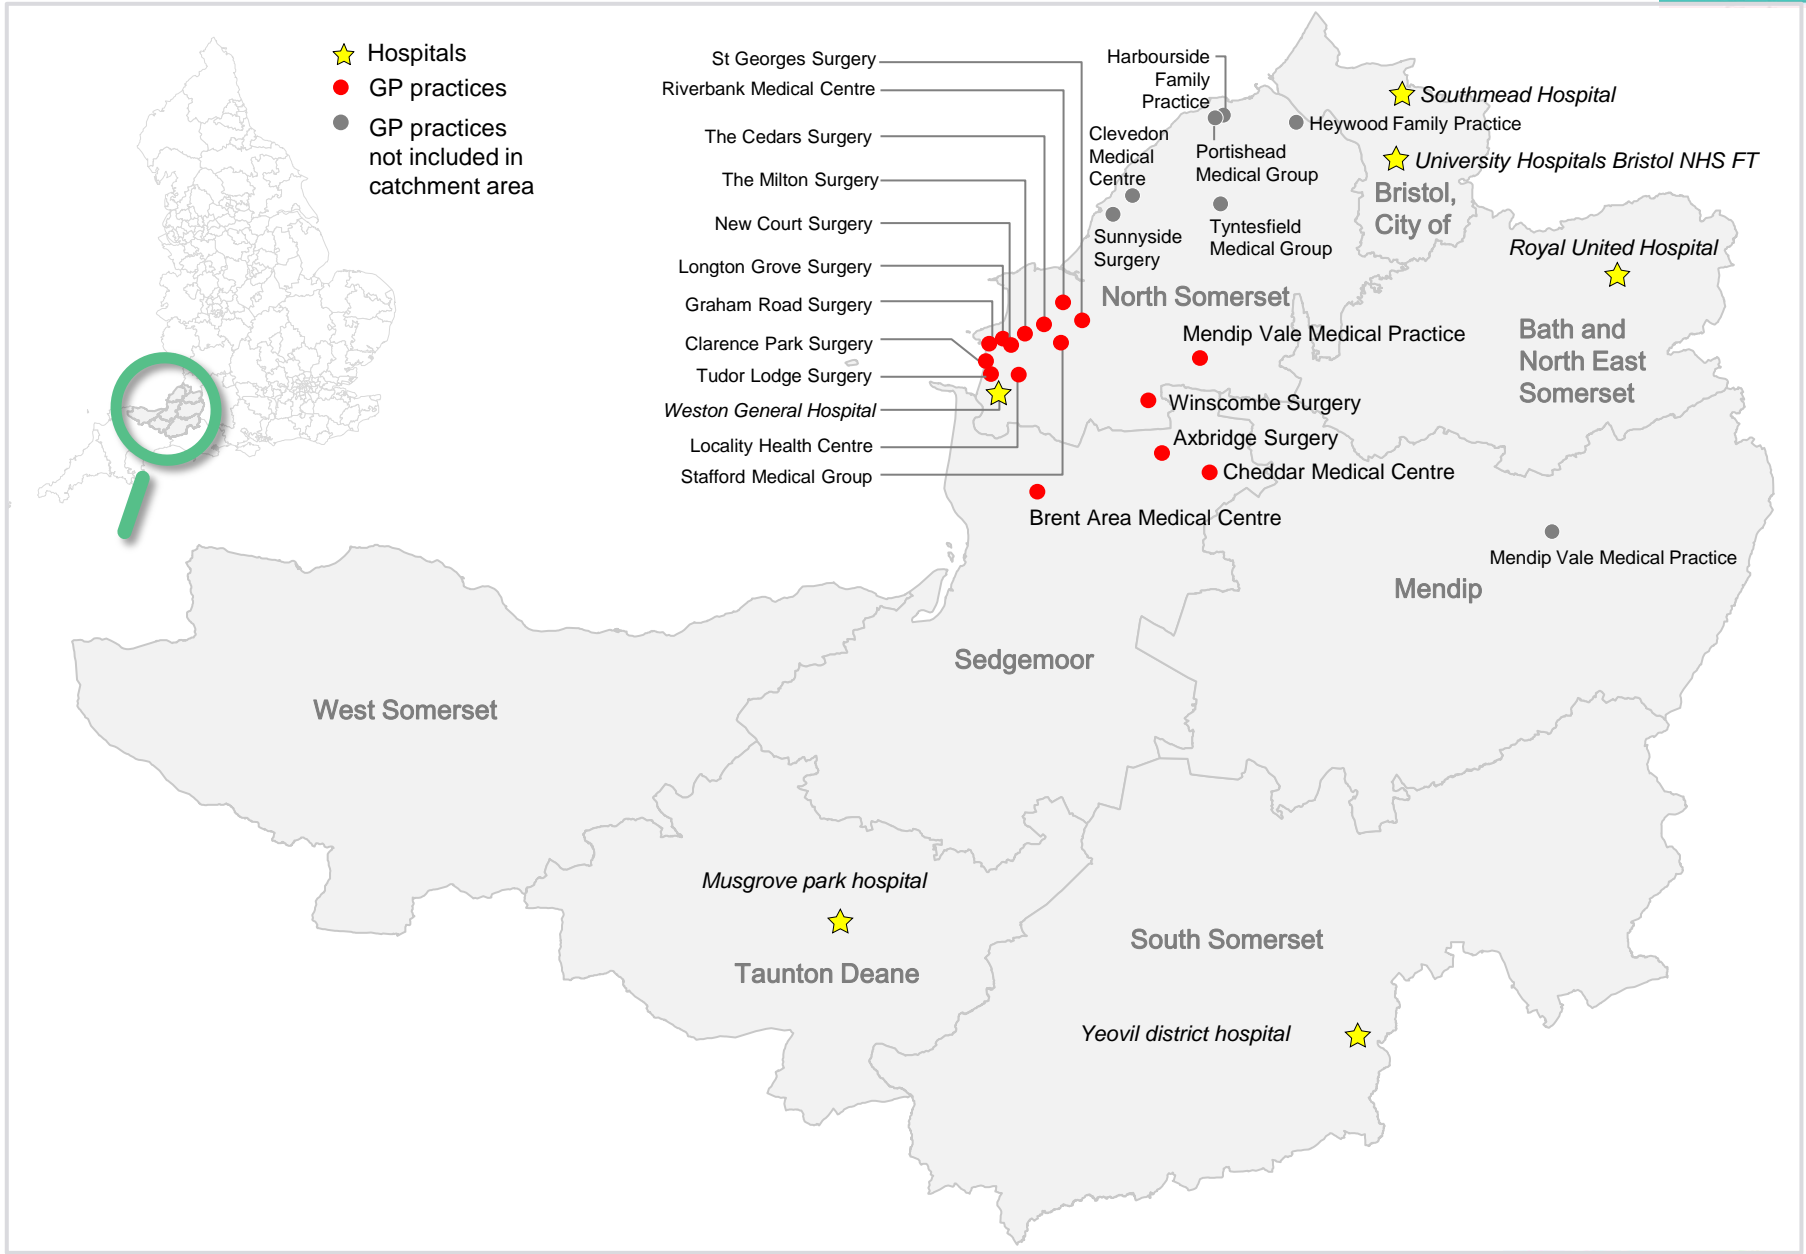 Hospitals
GP practices
GP practices
not included in
catchment area
St Georges Surgery
Riverbank Medical Centre
The Cedars Surgery
The Milton Surgery
New Court Surgery
Longton Grove Surgery
Graham Road Surgery
Clarence Park Surgery
Tudor Lodge Surgery
Weston General Hospital
Locality Health Centre
Stafford Medical Group
Harbourside
Family
Practice
Clevedon
Medical
Centre
Portishead
Medical Group
Sunnyside
Surgery
Tyntesfield
Medical Group
Southmead Hospital
Heywood Family Practice
University Hospitals Bristol NHS FT
Bristol,
City of
Royal United Hospital
North Somerset
Mendip Vale Medical Practice
Bath and
North East
Somerset
Winscombe Surgery
Axbridge Surgery
Cheddar Medical Centre
Brent Area Medical Centre
Mendip Vale Medical Practice
Mendip
Sedgemoor
West Somerset
Musgrove park hospital
Taunton Deane
South Somerset
Yeovil district hospital